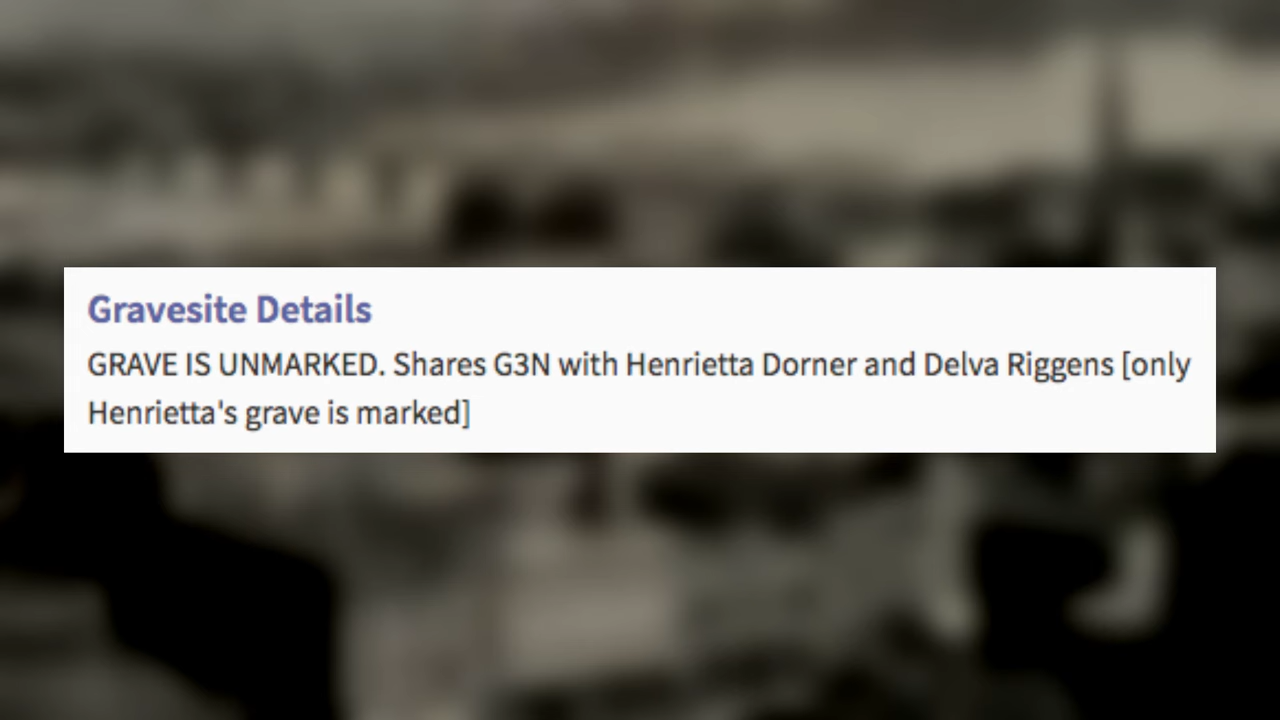 Gravesite Details
GRAVE IS UNMARKED. Shares G3N with Henrietta Dorner and Delva Riggens [only
Henrietta's grave is marked]